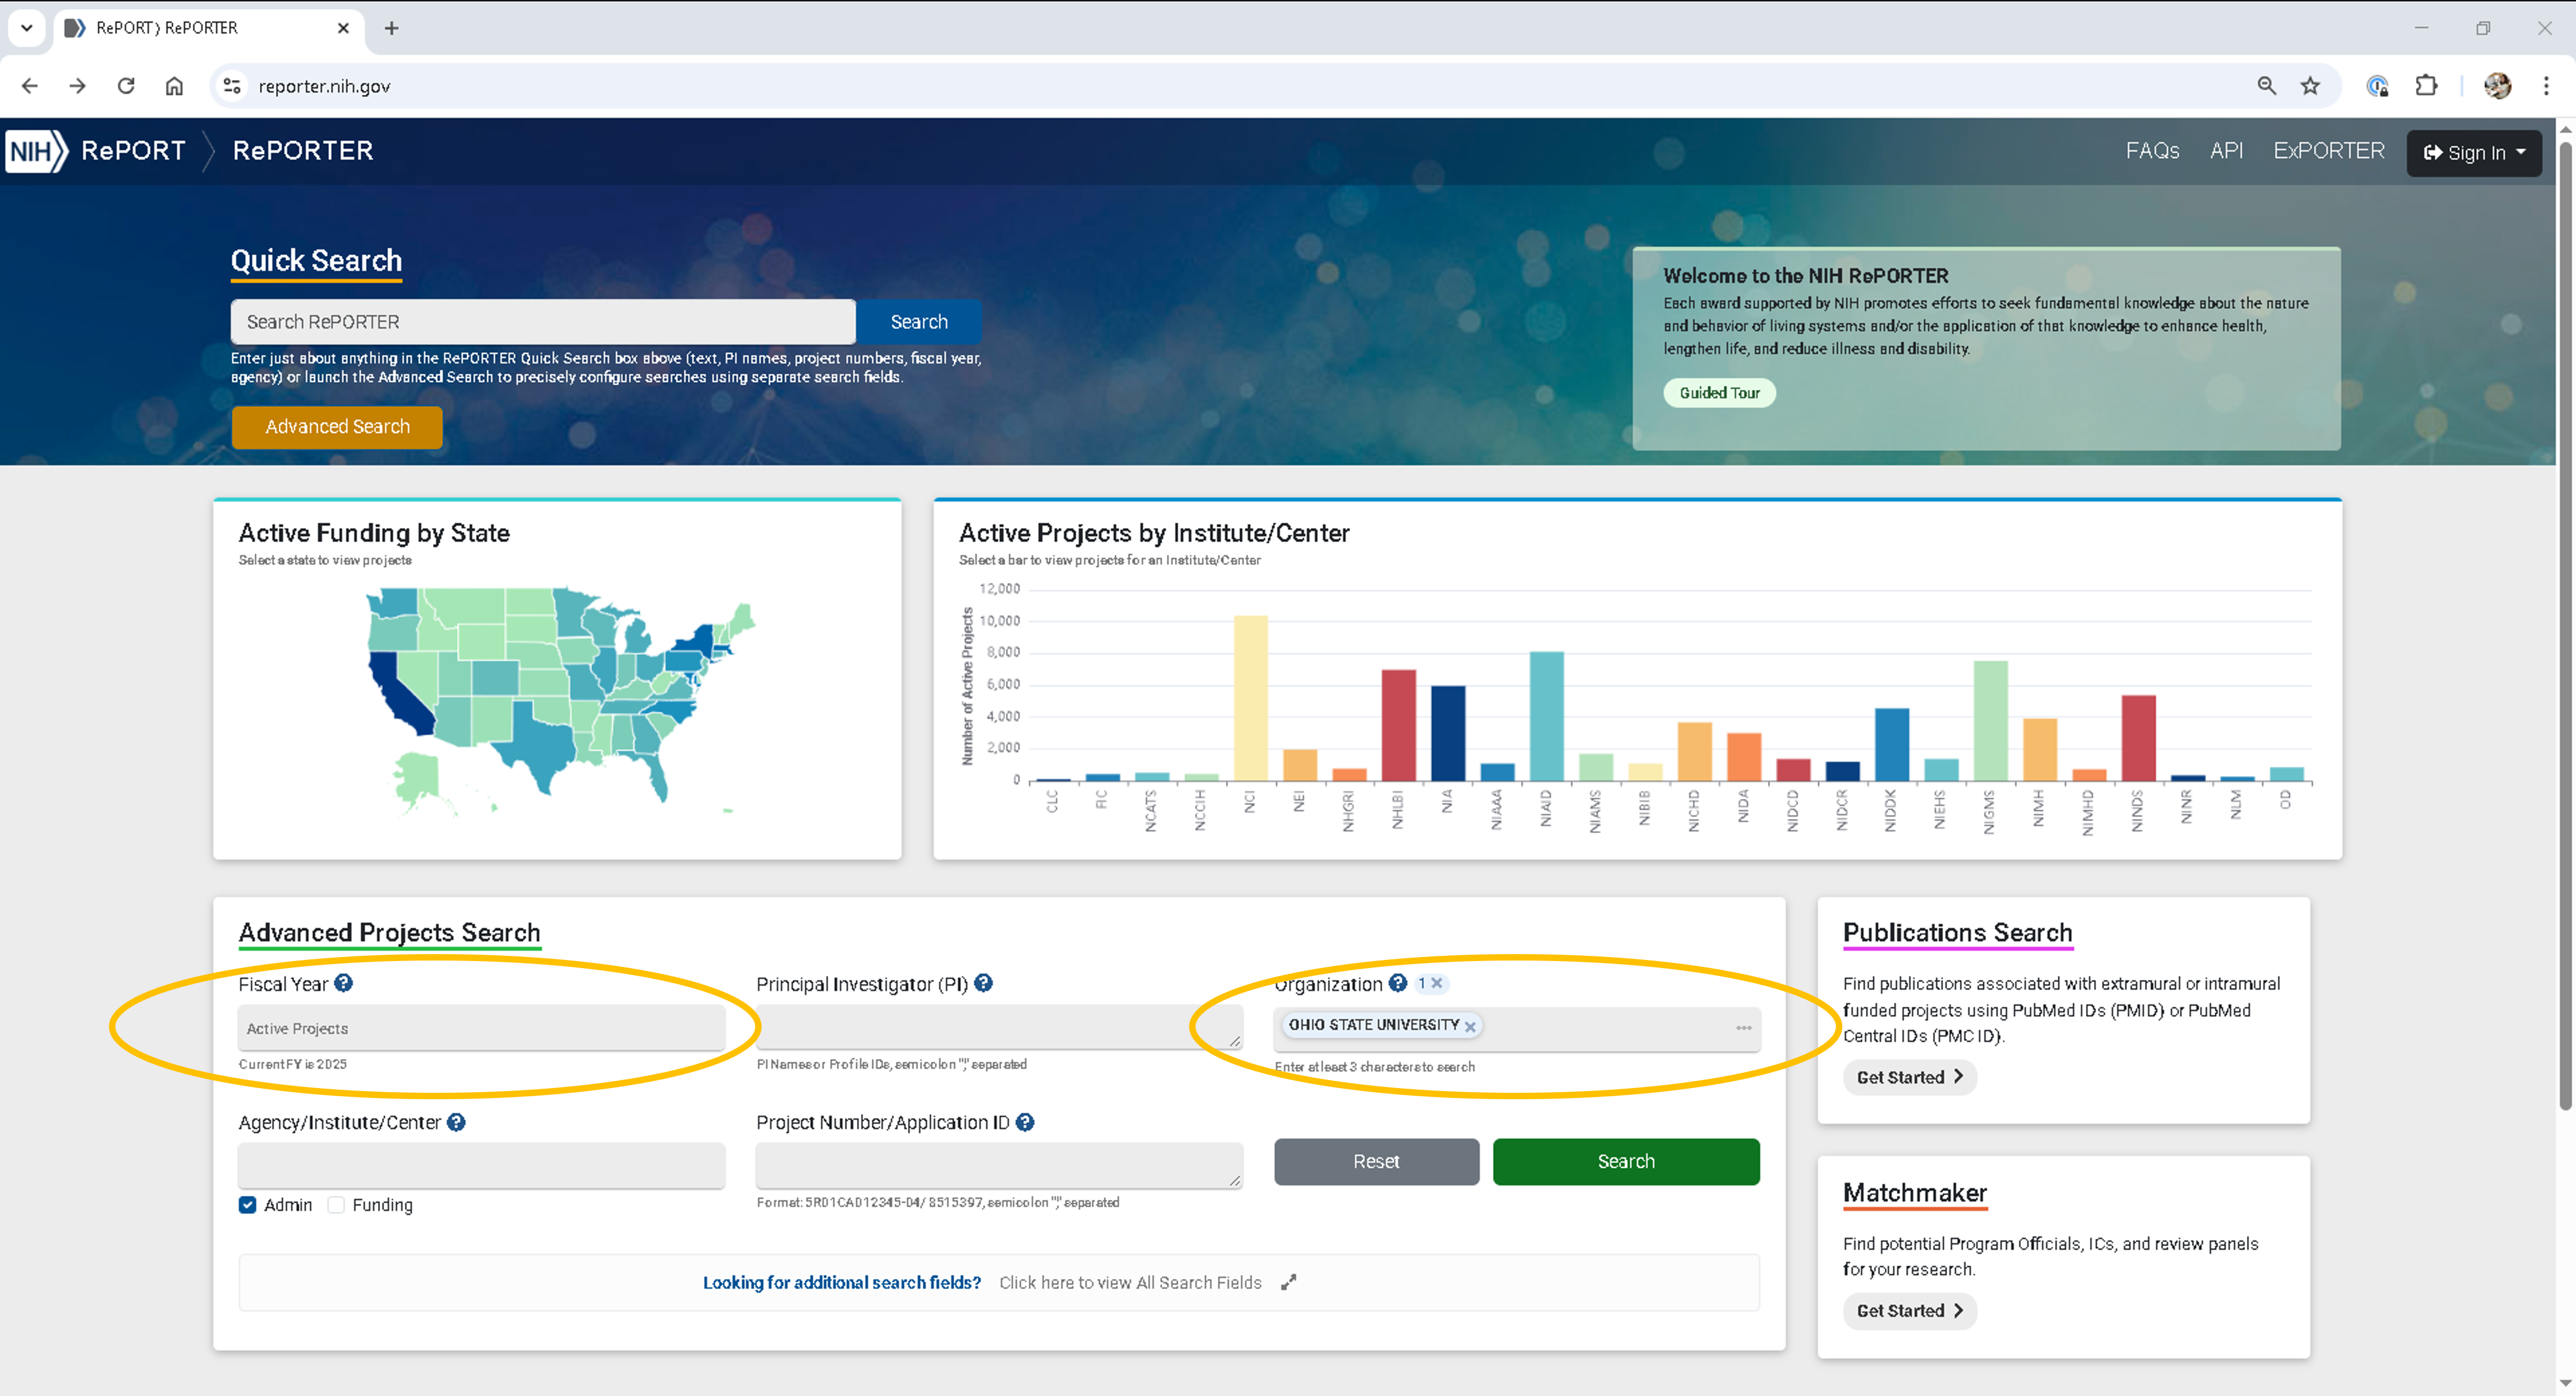 RePORT ⟩ RePORTER
reporter.nih.gov
NIH RePORT RePORTER
FAQs API ExPORTER Sign In
Quick Search
Search RePORTER Search
Enter just about anything in the RePORTER Quick Search box above (text, PI names, project numbers, fiscal year,
agency) or launch the Advanced Search to precisely configure searches using separate search fields.
Advanced Search
Welcome to the NIH RePORTER
Each award supported by NIH promotes efforts to seek fundamental knowledge about the nature
and behavior of living systems and/or the application of that knowledge to enhance health,
lengthen life, and reduce illness and disability.
Guided Tour
Active Funding by State
Select a state to view projects
Active Projects by Institute/Center
Select a bar to view projects for an Institute/Center
Number of Active Projects
12,000
10,000
8,000
6,000
4,000
2,000
0
CLC FIC NCATS NCCIH NCI NEI NHGRI NHLBI NIA NIAAA NIAID NIAMS NIBIB NICHD NIDA NIDCD NIDCR NIDDK NIEHS NIGMS NIMH NIMHD NINDS NINR NLM OD
Advanced Projects Search
Fiscal Year ?
Active Projects
Current FY is 2025
Principal Investigator (PI) ?
PI Names or Profile IDs, semicolon ";" separated
Organization ? 1 ×
OHIO STATE UNIVERSITY × ...
Enter at least 3 characters to search
Agency/Institute/Center ?
Admin Funding
Project Number/Application ID ?
Format: 5R01CA012345-04/ 8515397, semicolon ";" separated
Reset Search
Looking for additional search fields? Click here to view All Search Fields
Publications Search
Find publications associated with extramural or intramural
funded projects using PubMed IDs (PMID) or PubMed
Central IDs (PMC ID).
Get Started
Matchmaker
Find potential Program Officials, ICs, and review panels
for your research.
Get Started